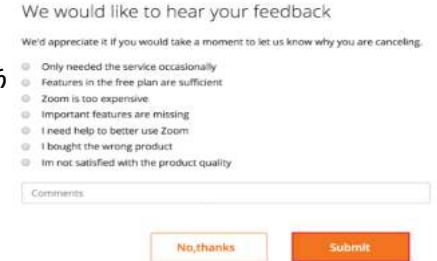 We would like to hear your feedback
We'd appreciate it if you would take a moment to let us know why you are canceling.
Only needed the service occasionally
Features in the free plan are sufficient
Zoom is too expensive
Important features are missing
I need help to better use Zoom
I bought the wrong product
Im not satisfied with the product quality
Comments
No,thanks
Submit